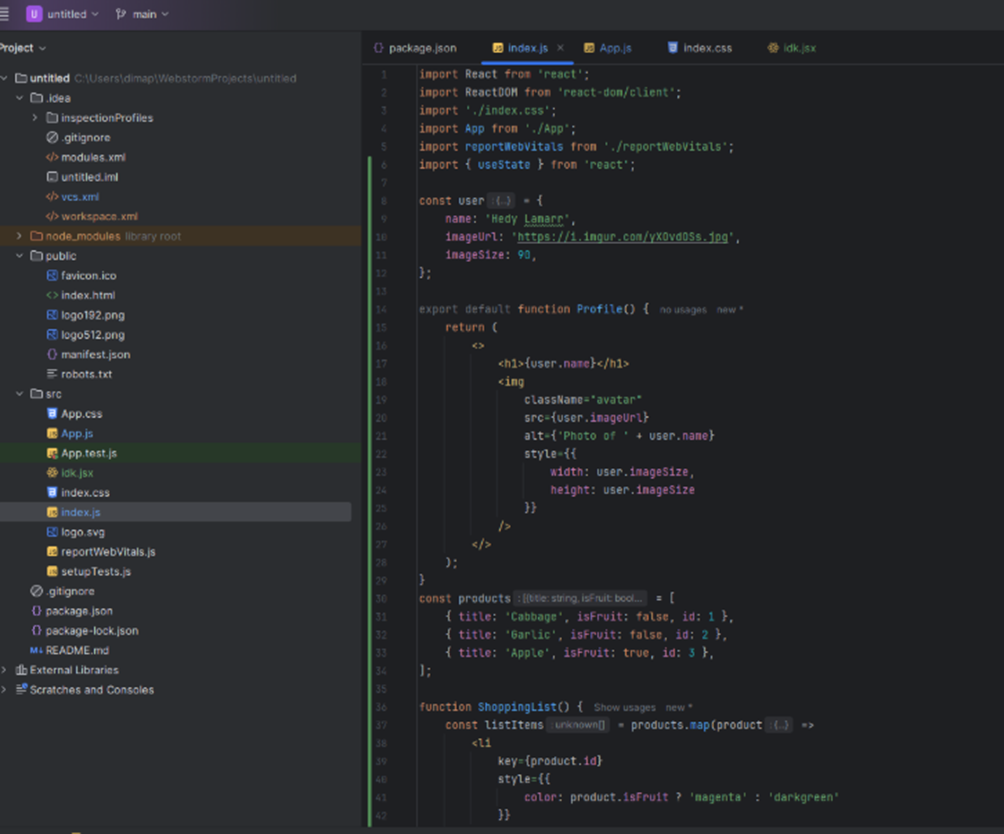 U untitled main
Project
package.json index.js × App.js index.css idk.jsx
untitled C:\Users\dimap\WebstormProjects\untitled
.idea
inspectionProfiles
.gitignore
modules.xml
untitled.iml
vcs.xml
workspace.xml
node_modules library root
public
favicon.ico
index.html
logo192.png
logo512.png
manifest.json
robots.txt
src
App.css
App.js
App.test.js
idk.jsx
index.css
index.js
logo.svg
reportWebVitals.js
setupTests.js
.gitignore
package.json
package-lock.json
README.md
External Libraries
Scratches and Consoles
1 import React from 'react';
2 import ReactDOM from 'react-dom/client';
3 import './index.css';
4 import App from './App';
5 import reportWebVitals from './reportWebVitals';
6 import { useState } from 'react';
7
8 const user : {...} = {
9 name: 'Hedy Lamarr',
10 imageUrl: 'https://i.imgur.com/yXOvdOSs.jpg',
11 imageSize: 90,
12 };
13
14 export default function Profile() { no usages new *
15 return (
16 <>
17 <h1>{user.name}</h1>
18 <img
19 className="avatar"
20 src={user.imageUrl}
21 alt={'Photo of ' + user.name}
22 style={{
23 width: user.imageSize,
24 height: user.imageSize
25 }}
26 />
27 </>
28 );
29 }
30 const products : [{title: string, isFruit: bool... = [
31 { title: 'Cabbage', isFruit: false, id: 1 },
32 { title: 'Garlic', isFruit: false, id: 2 },
33 { title: 'Apple', isFruit: true, id: 3 },
34 ];
35
36 function ShoppingList() { Show usages new *
37 const listItems : unknown[] = products.map(product : {...} =>
38 <li
39 key={product.id}
40 style={{
41 color: product.isFruit ? 'magenta' : 'darkgreen'
42 }}